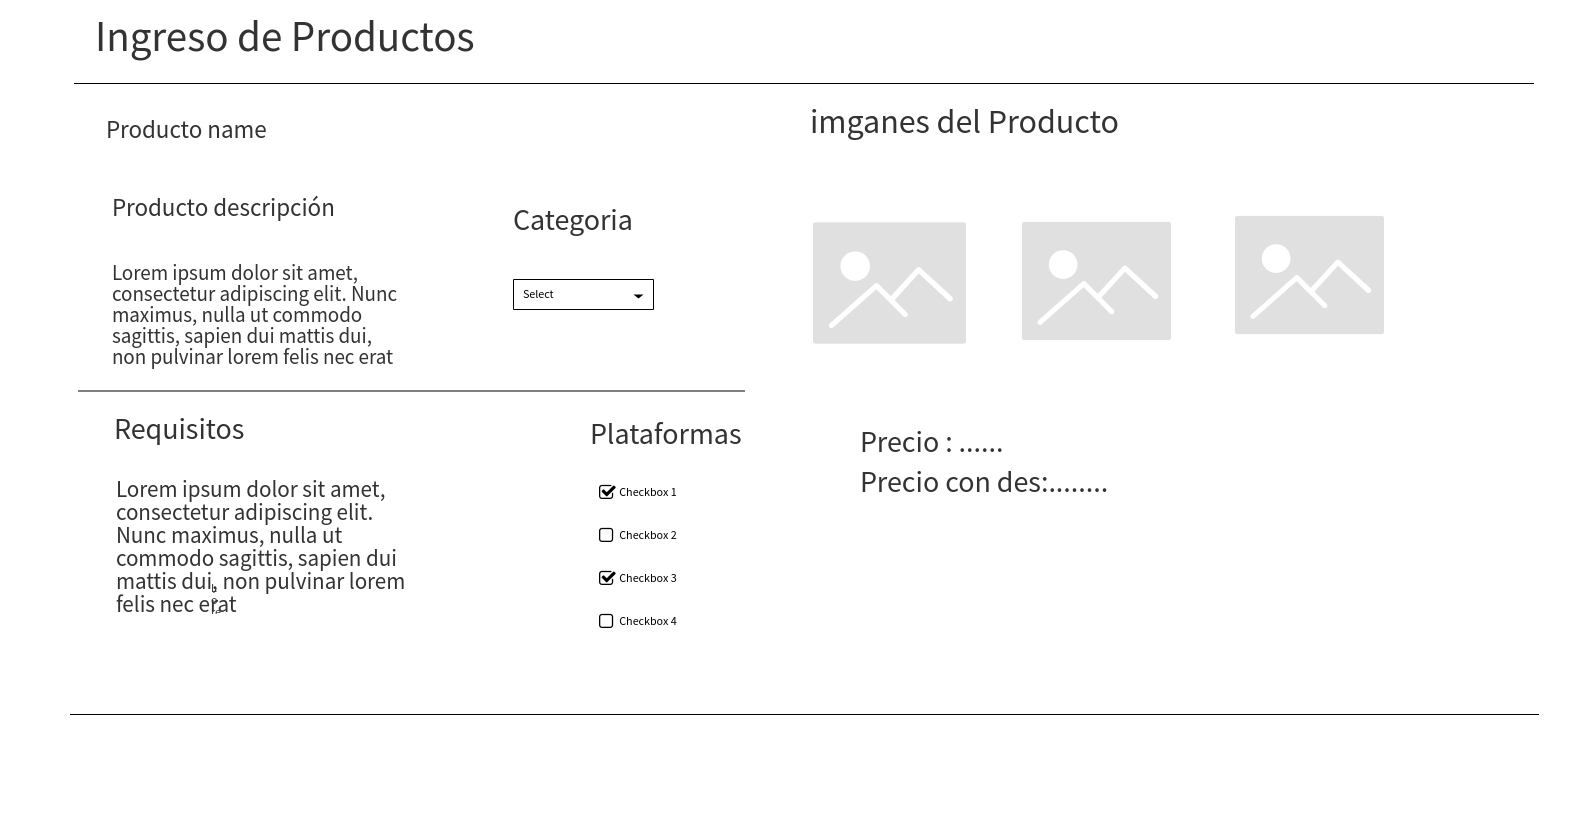 Ingreso de Productos
Producto name
Producto descripción
Lorem ipsum dolor sit amet,
consectetur adipiscing elit. Nunc
maximus, nulla ut commodo
sagittis, sapien dui mattis dui,
non pulvinar lorem felis nec erat
Categoria
Select
Requisitos
Lorem ipsum dolor sit amet,
consectetur adipiscing elit.
Nunc maximus, nulla ut
commodo sagittis, sapien dui
mattis dui, non pulvinar lorem
felis nec erat
Plataformas
Checkbox 1
Checkbox 2
Checkbox 3
Checkbox 4
imganes del Producto
Precio : ......
Precio con des:........